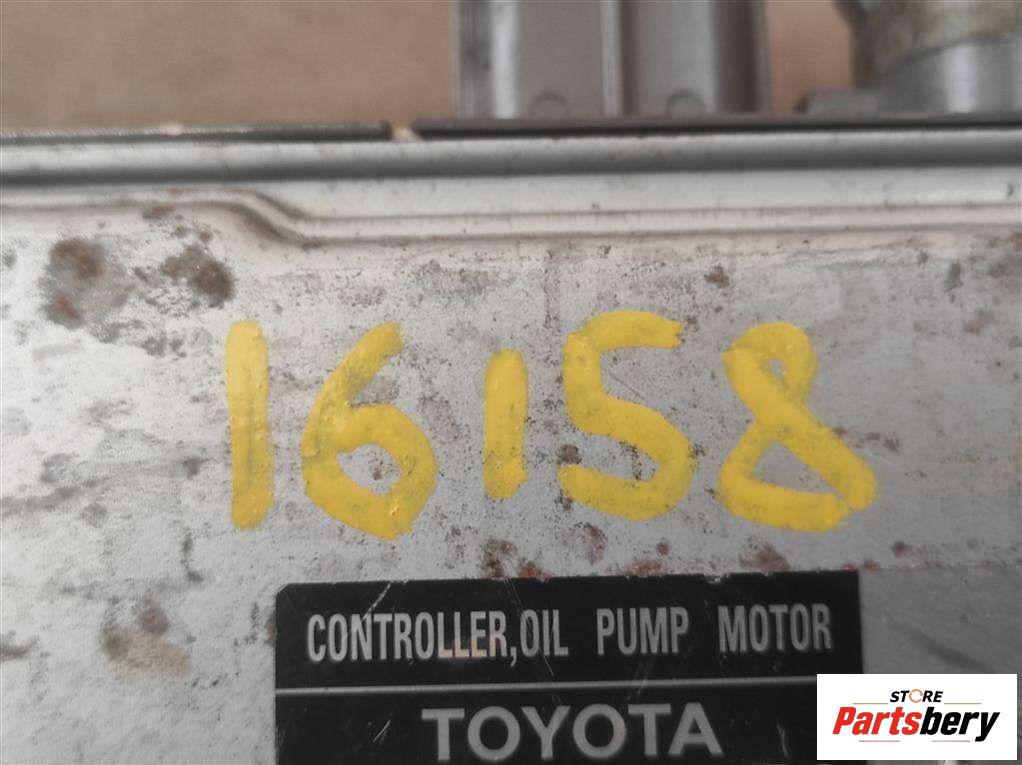 16158
CONTROLLER,OIL PUMP MOTOR
TOYOTA
STORE
Partsbery